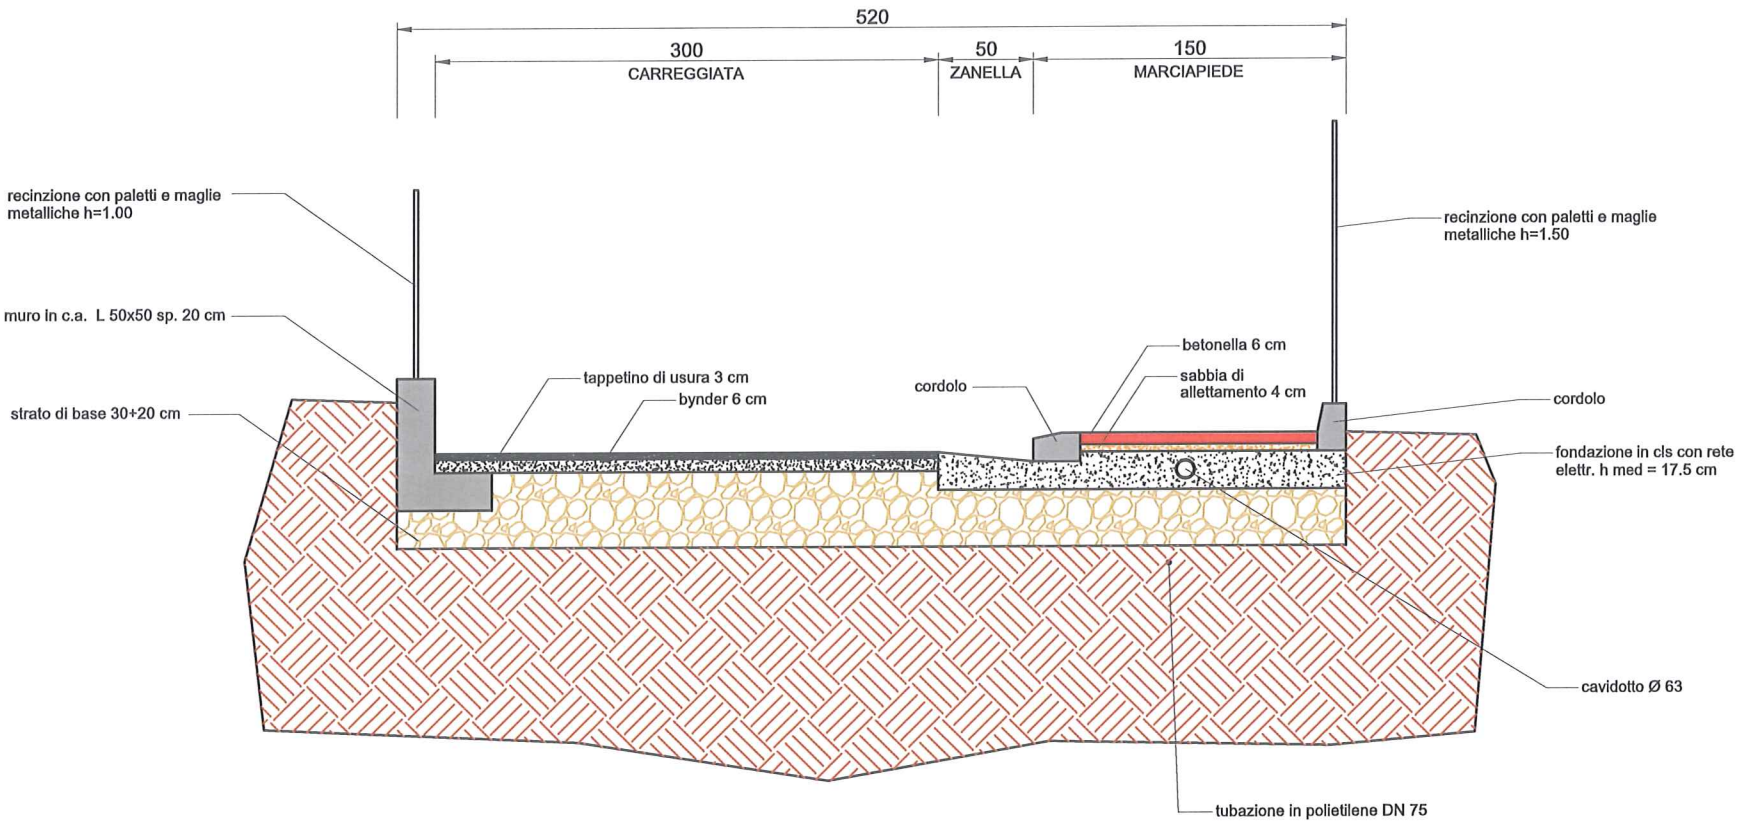 520
300
50
150
CARREGGIATA
ZANELLA
MARCIAPIEDE
recinzione con paletti e maglie
metalliche h=1.00
recinzione con paletti e maglie
metalliche h=1.50
muro in c.a. L 50x50 sp. 20 cm
betonella 6 cm
tappetino di usura 3 cm
sabbia di
allettamento 4 cm
cordolo
bynder 6 cm
strato di base 30+20 cm
cordolo
fondazione in cls con rete
elettr. h med = 17.5 cm
cavidotto Ø 63
tubazione in polietilene DN 75